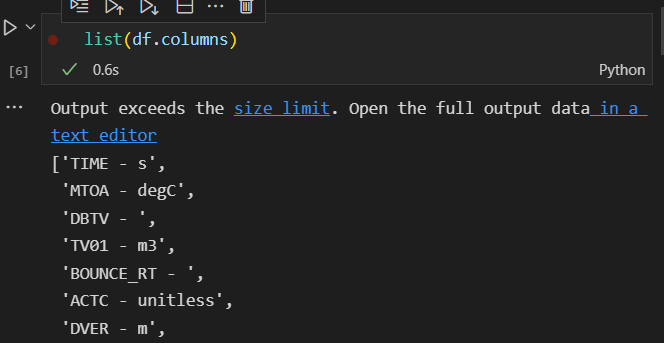 list(df.columns)
[6]
0.6s
Python
Output exceeds the size limit. Open the full output data in a
text editor
['TIME - s',
'MTOA - degC',
'DBTV - ',
'TV01 - m3',
'BOUNCE_RT - ',
'ACTC - unitless',
'DVER - m',